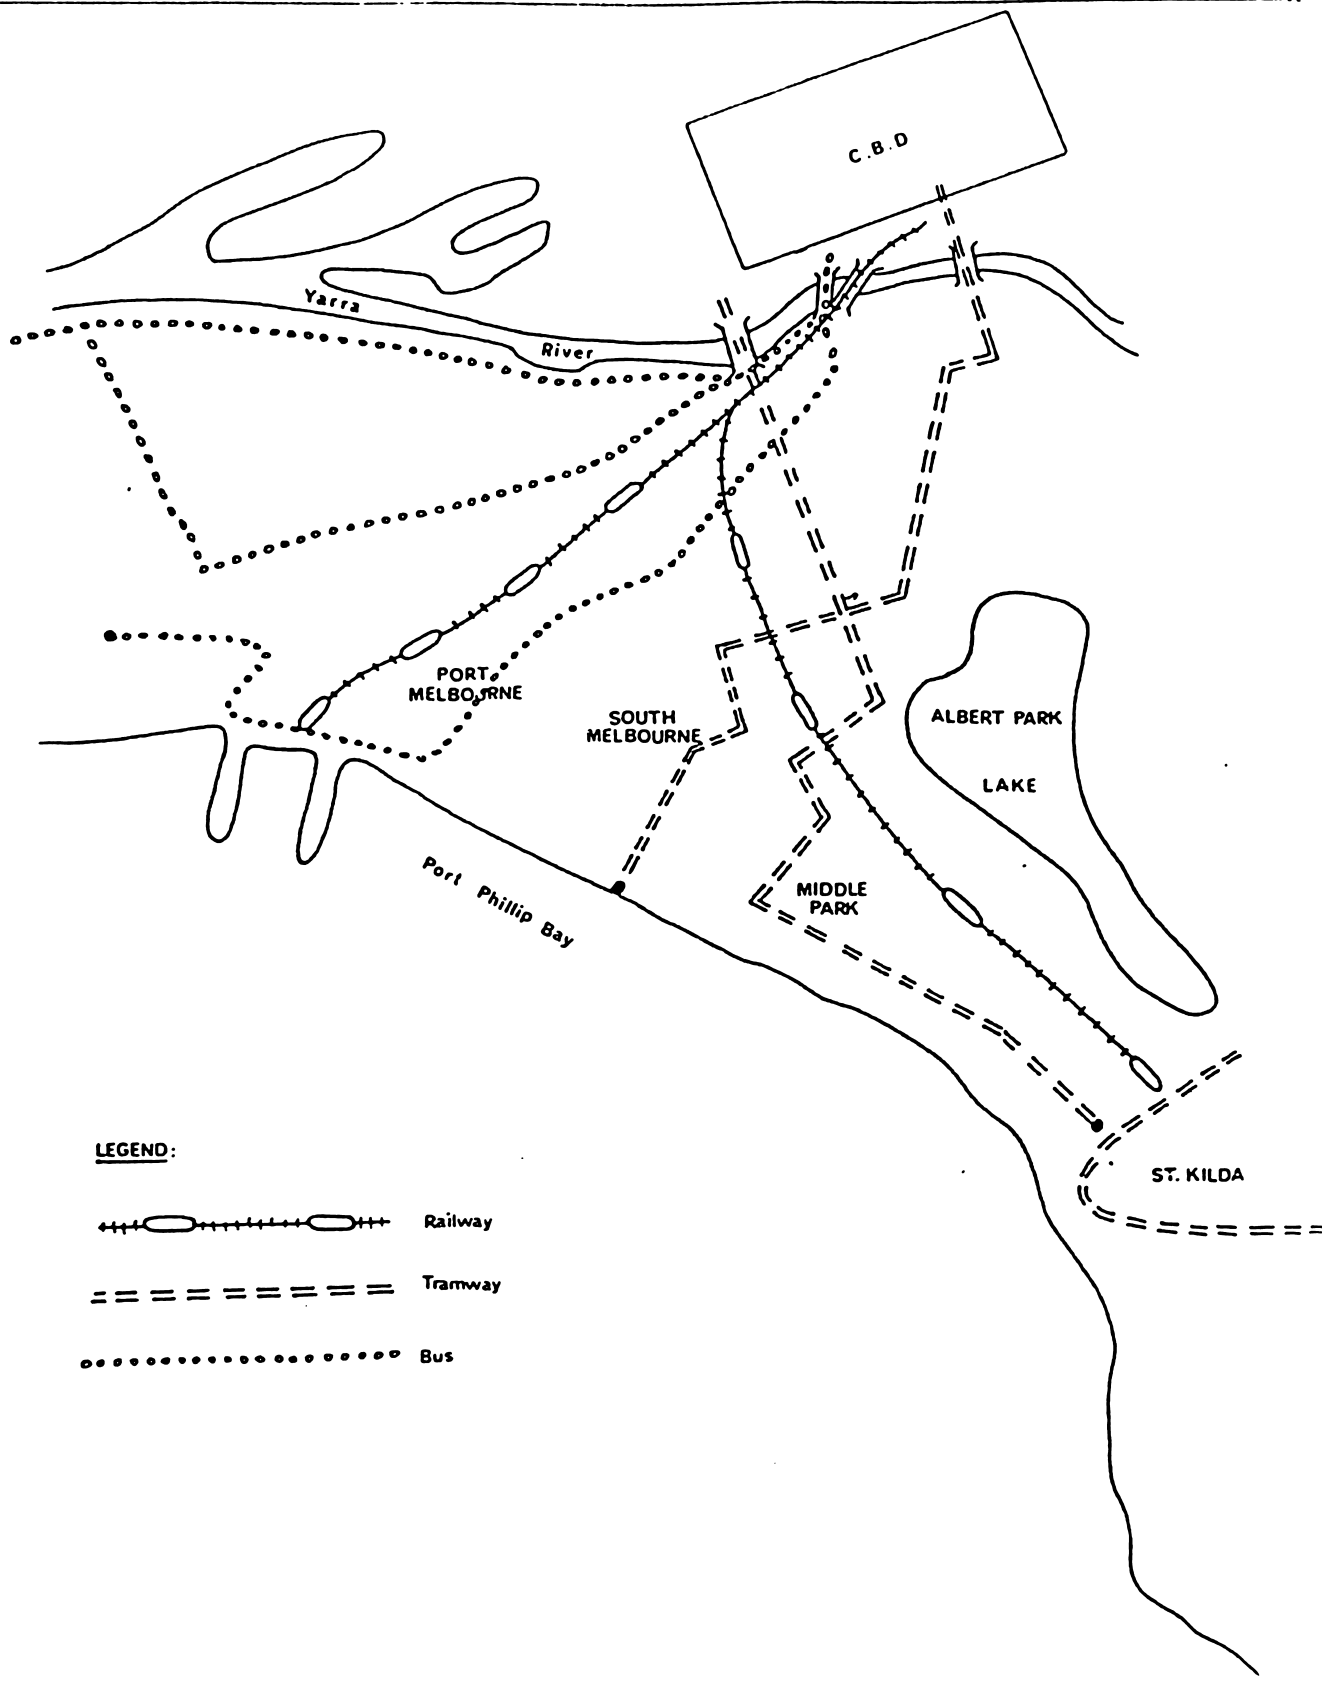 C.B.D
Yarra
River
PORT
MELBOURNE
SOUTH
MELBOURNE
ALBERT PARK
LAKE
Port Phillip Bay
MIDDLE
PARK
ST. KILDA
LEGEND:
Railway
Tramway
Bus